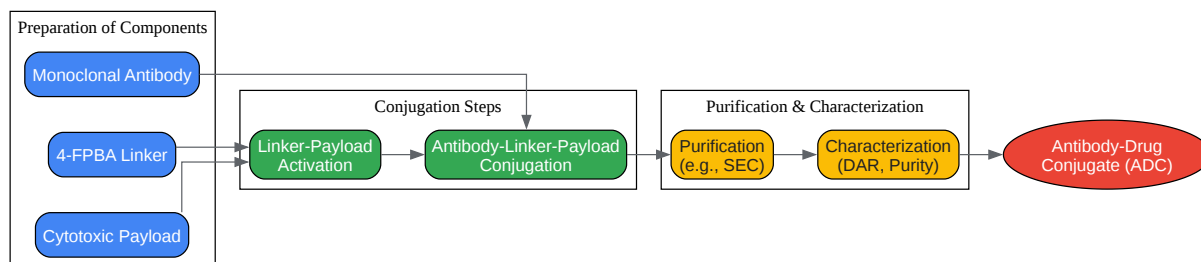 Preparation of Components
Monoclonal Antibody
4-FPBA Linker
Cytotoxic Payload
Conjugation Steps
Linker-Payload
Activation
Antibody-Linker-Payload
Conjugation
Purification & Characterization
Purification
(e.g., SEC)
Characterization
(DAR, Purity)
Antibody-Drug
Conjugate (ADC)